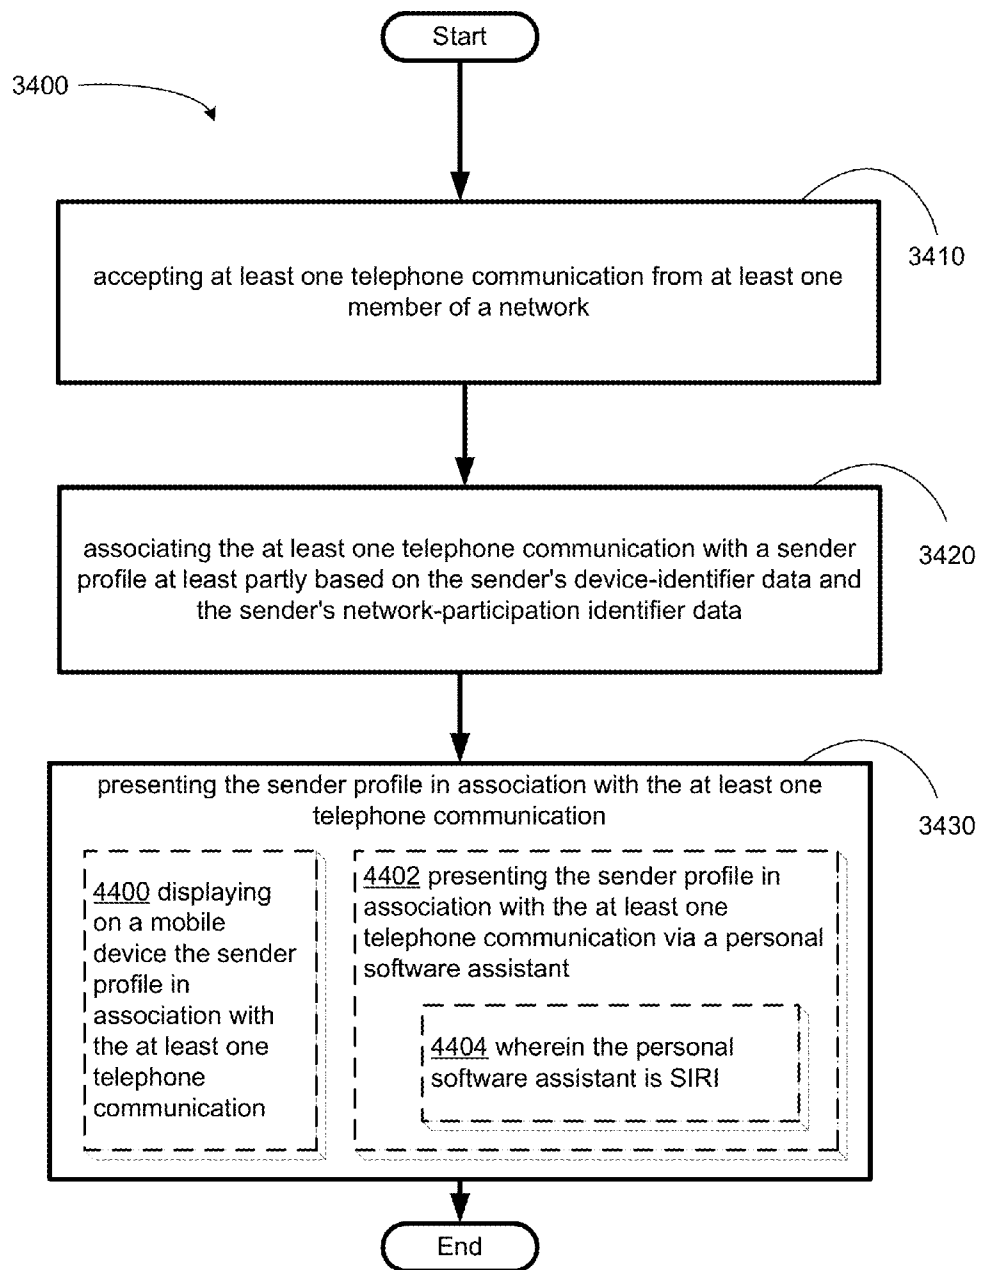 Start
3400
accepting at least one telephone communication from at least one
member of a network
3410
associating the at least one telephone communication with a sender
profile at least partly based on the sender's device-identifier data and
the sender's network-participation identifier data
3420
presenting the sender profile in association with the at least one
telephone communication
3430
4400 displaying
on a mobile
device the sender
profile in
association with
the at least one
telephone
communication
4402 presenting the sender profile in
association with the at least one
telephone communication via a personal
software assistant
4404 wherein the personal
software assistant is SIRI
End